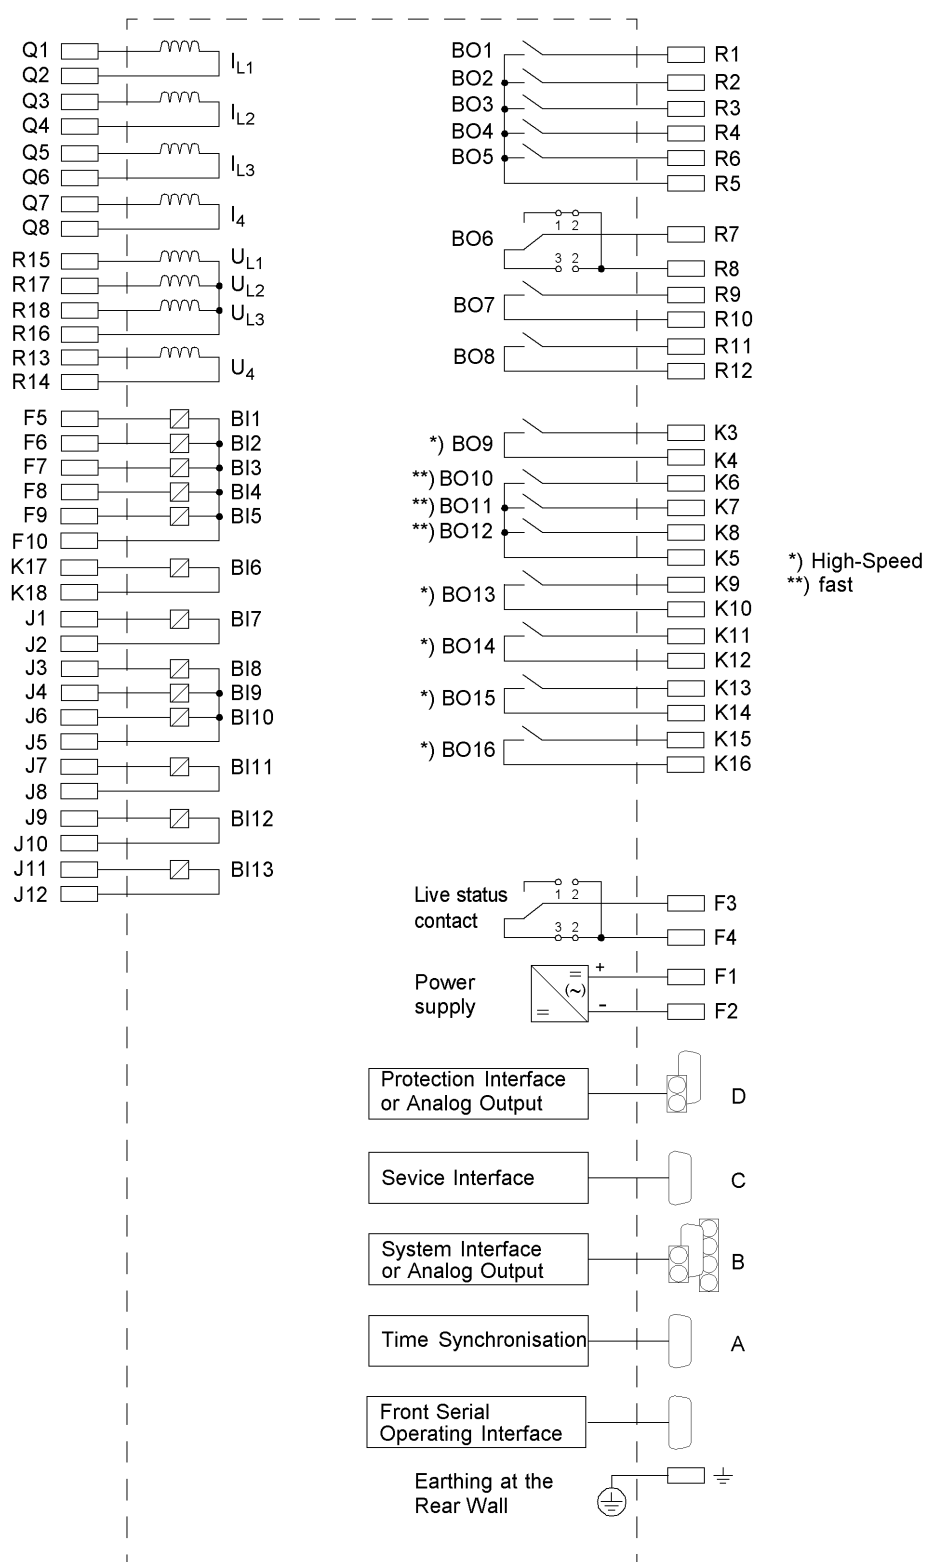 Q1
Q2
IL1
Q3
Q4
IL2
Q5
Q6
IL3
Q7
Q8
I4
R15 UL1
R17 UL2
R18 UL3
R16
R13
R14
U4
F5 BI1
F6 BI2
F7 BI3
F8 BI4
F9 BI5
F10
K17 BI6
K18
J1 BI7
J2
J3 BI8
J4 BI9
J6 BI10
J5
J7 BI11
J8
J9 BI12
J10
J11 BI13
J12
BO1 R1
BO2 R2
BO3 R3
BO4 R4
BO5 R6
R5
1 2
BO6 R7
3 2
R8
BO7 R9
R10
BO8 R11
R12
*) BO9 K3
K4
**) BO10 K6
**) BO11 K7
**) BO12 K8
K5
*) BO13 K9
K10
*) BO14 K11
K12
*) BO15 K13
K14
*) BO16 K15
K16
*) High-Speed
**) fast
Live status
contact
1 2
3 2
F3
F4
Power
supply
=
(~)
=
+ F1
- F2
Protection Interface
or Analog Output
D
Sevice Interface
C
System Interface
or Analog Output
B
Time Synchronisation
A
Front Serial
Operating Interface
Earthing at the
Rear Wall